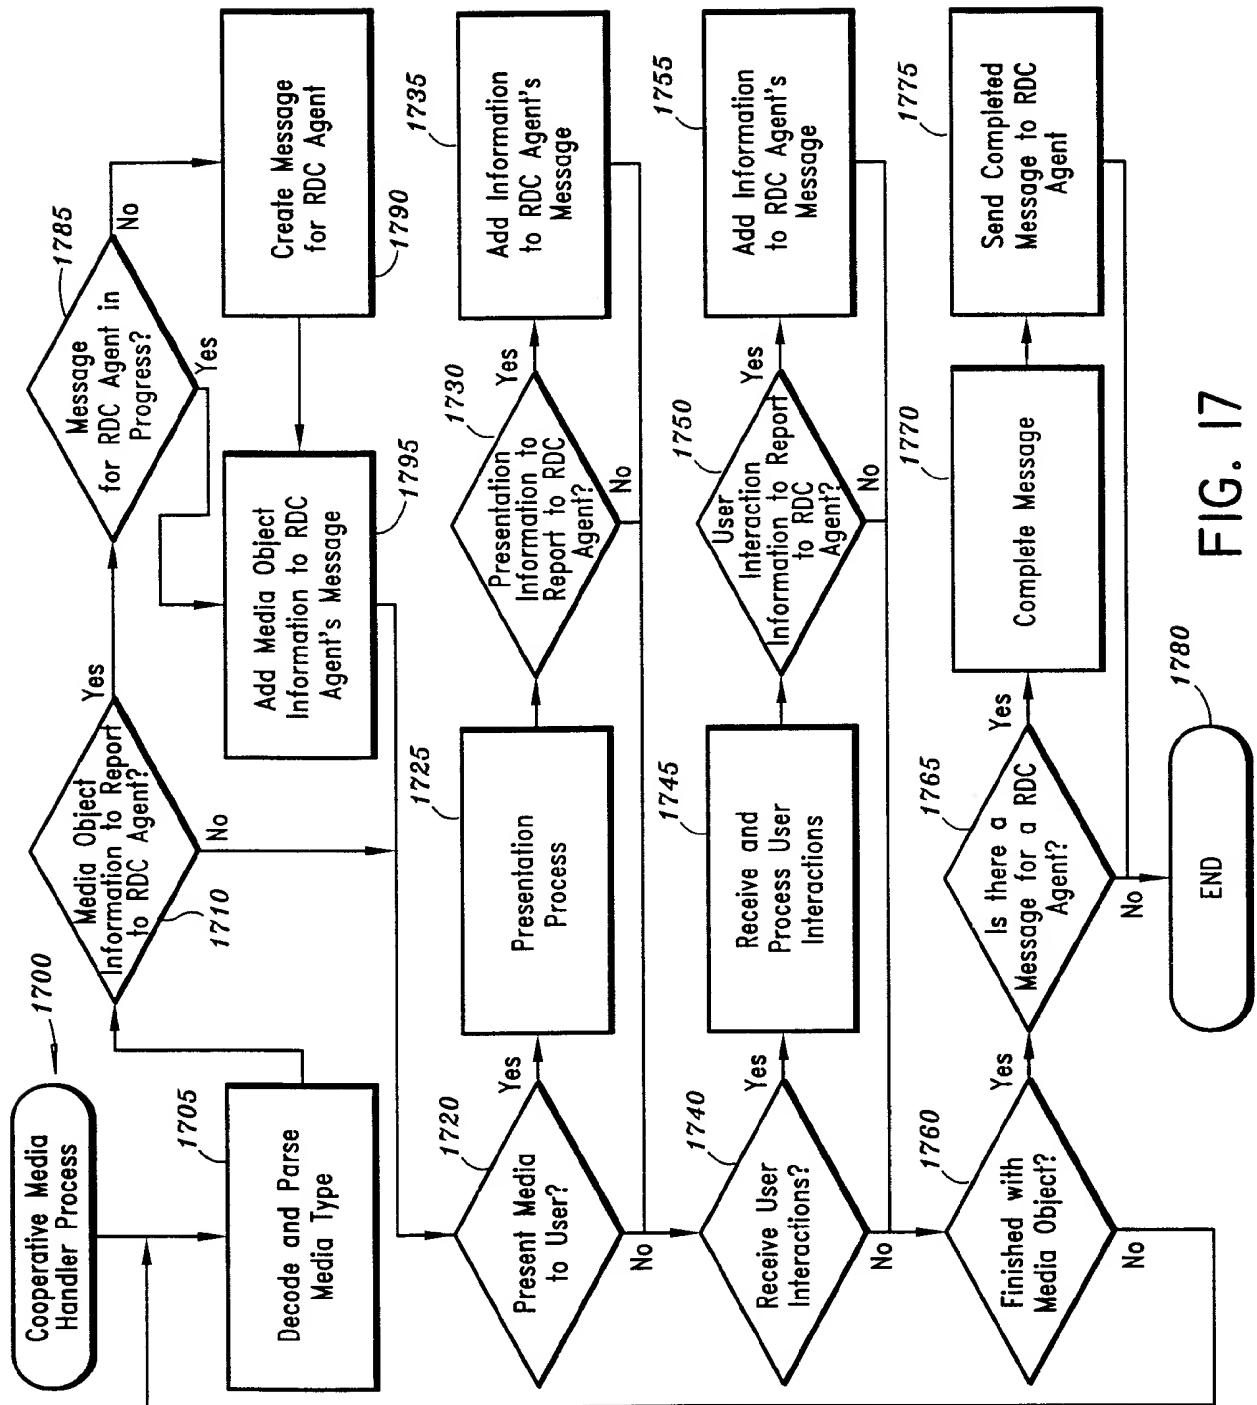 Cooperative Media
Handler Process
1700
1705
Decode and Parse
Media Type
1710
Media Object
Information to Report
to RDC Agent?
Yes
No
1785
Message
for RDC Agent in
Progress?
No
Yes
Create Message
for RDC Agent
1790
1795
Add Media Object
Information to RDC
Agent's Message
1720
Present Media
to User?
Yes
No
1725
Presentation
Process
1730
Presentation
Information to
Report to RDC
Agent?
Yes
No
1735
Add Information
to RDC Agent's
Message
1740
Receive User
Interactions?
Yes
No
1745
Receive and
Process User
Interactions
1750
User
Interaction
Information to Report
to RDC
Agent?
Yes
No
1755
Add Information
to RDC Agent's
Message
1760
Finished with
Media Object?
Yes
No
1765
Is there a
Message for a RDC
Agent?
Yes
No
1770
Complete Message
1775
Send Completed
Message to RDC
Agent
1780
END
FIG. 17